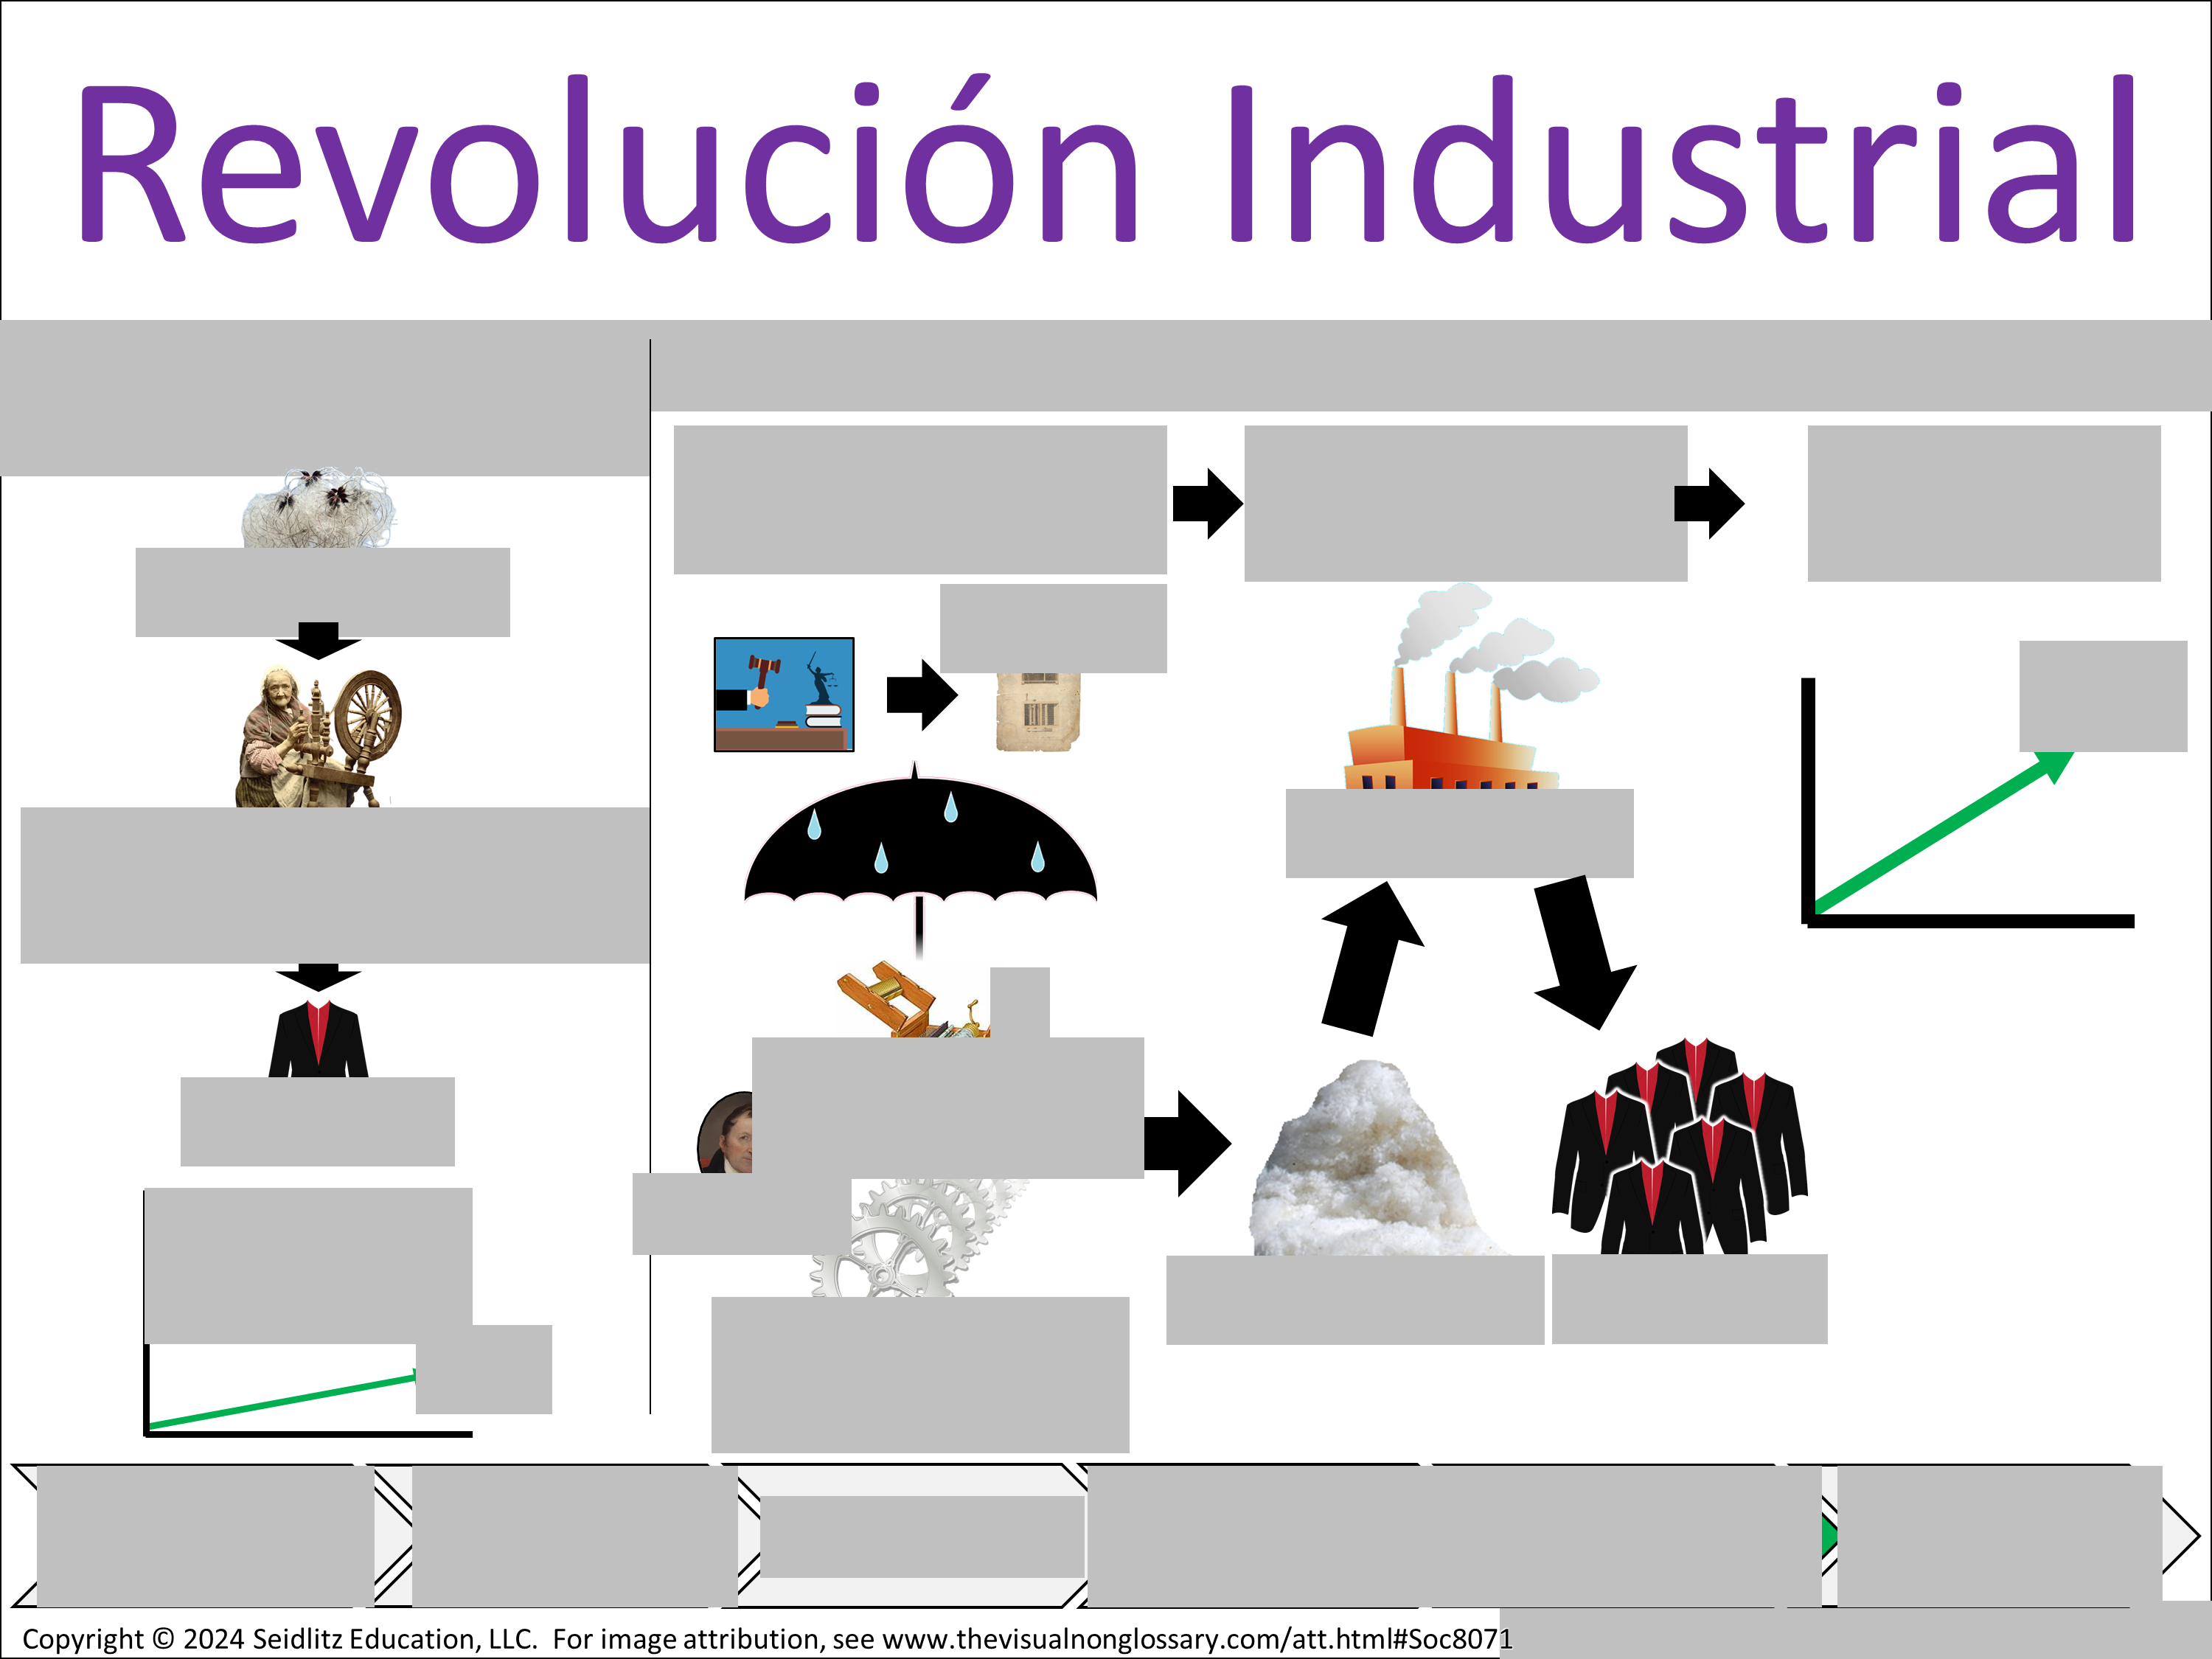 Revolución Industrial
Copyright © 2024 Seidlitz Education, LLC.  For image attribution, see www.thevisualnonglossary.com/att.html#Soc8071